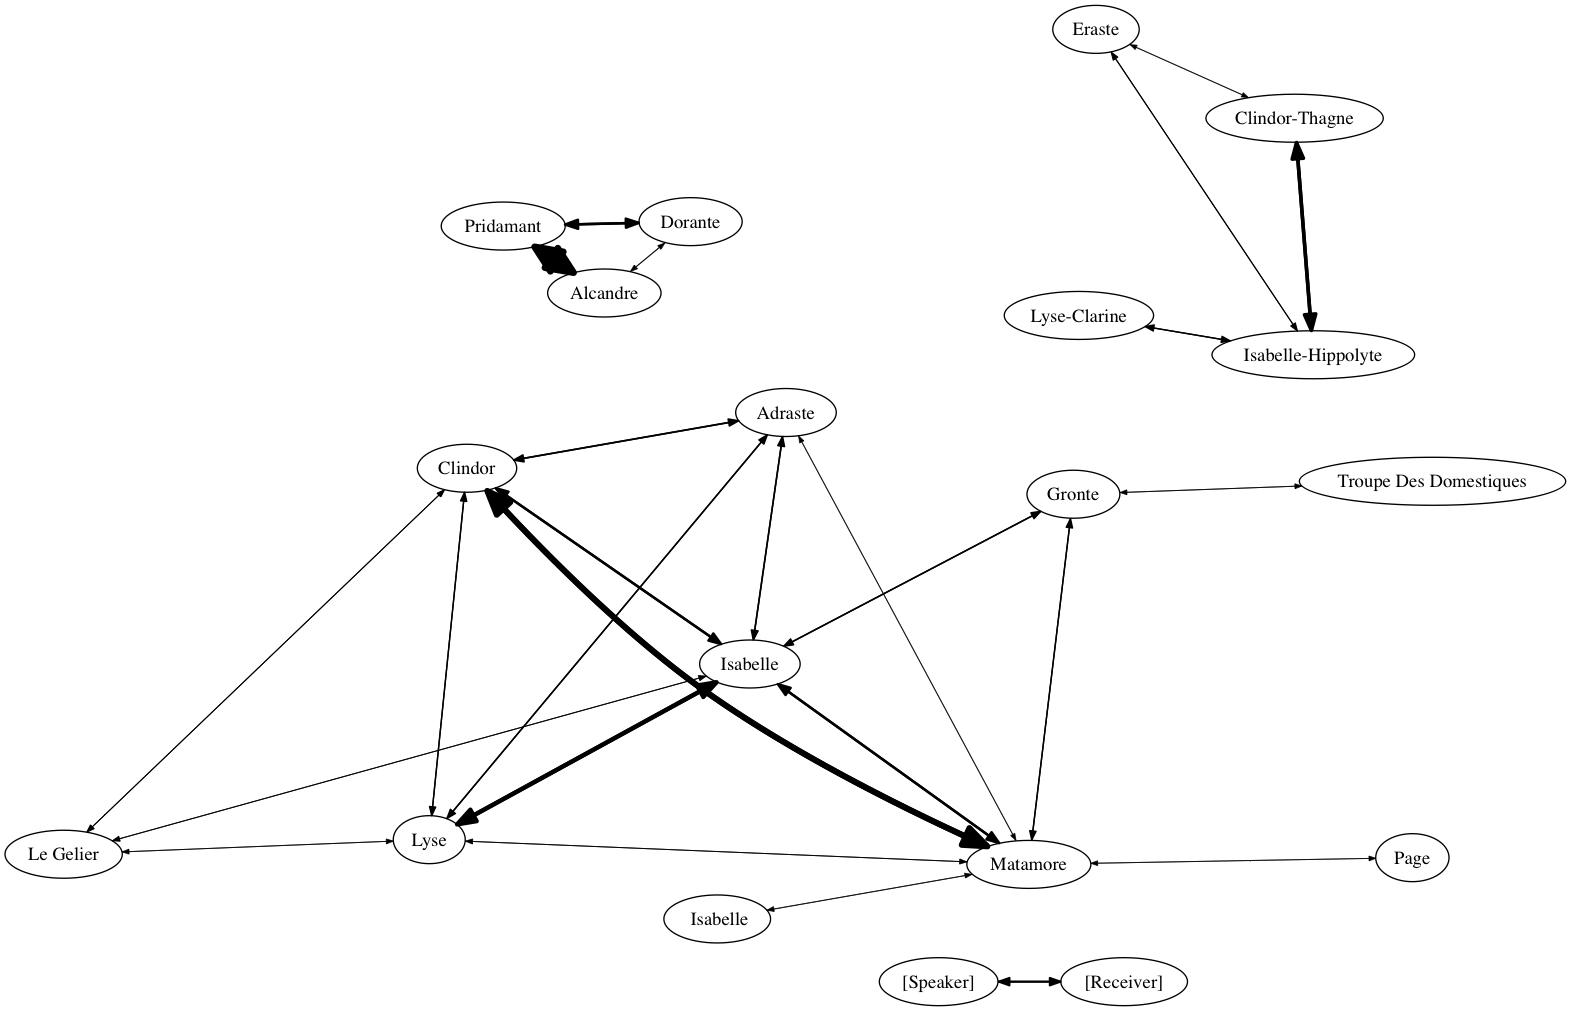 Eraste
Clindor-Thagne
Pridamant
Dorante
Alcandre
Lyse-Clarine
Isabelle-Hippolyte
Adraste
Clindor
Gronte
Troupe Des Domestiques
Isabelle
Le Gelier
Lyse
Matamore
Page
Isabelle
[Speaker]
[Receiver]